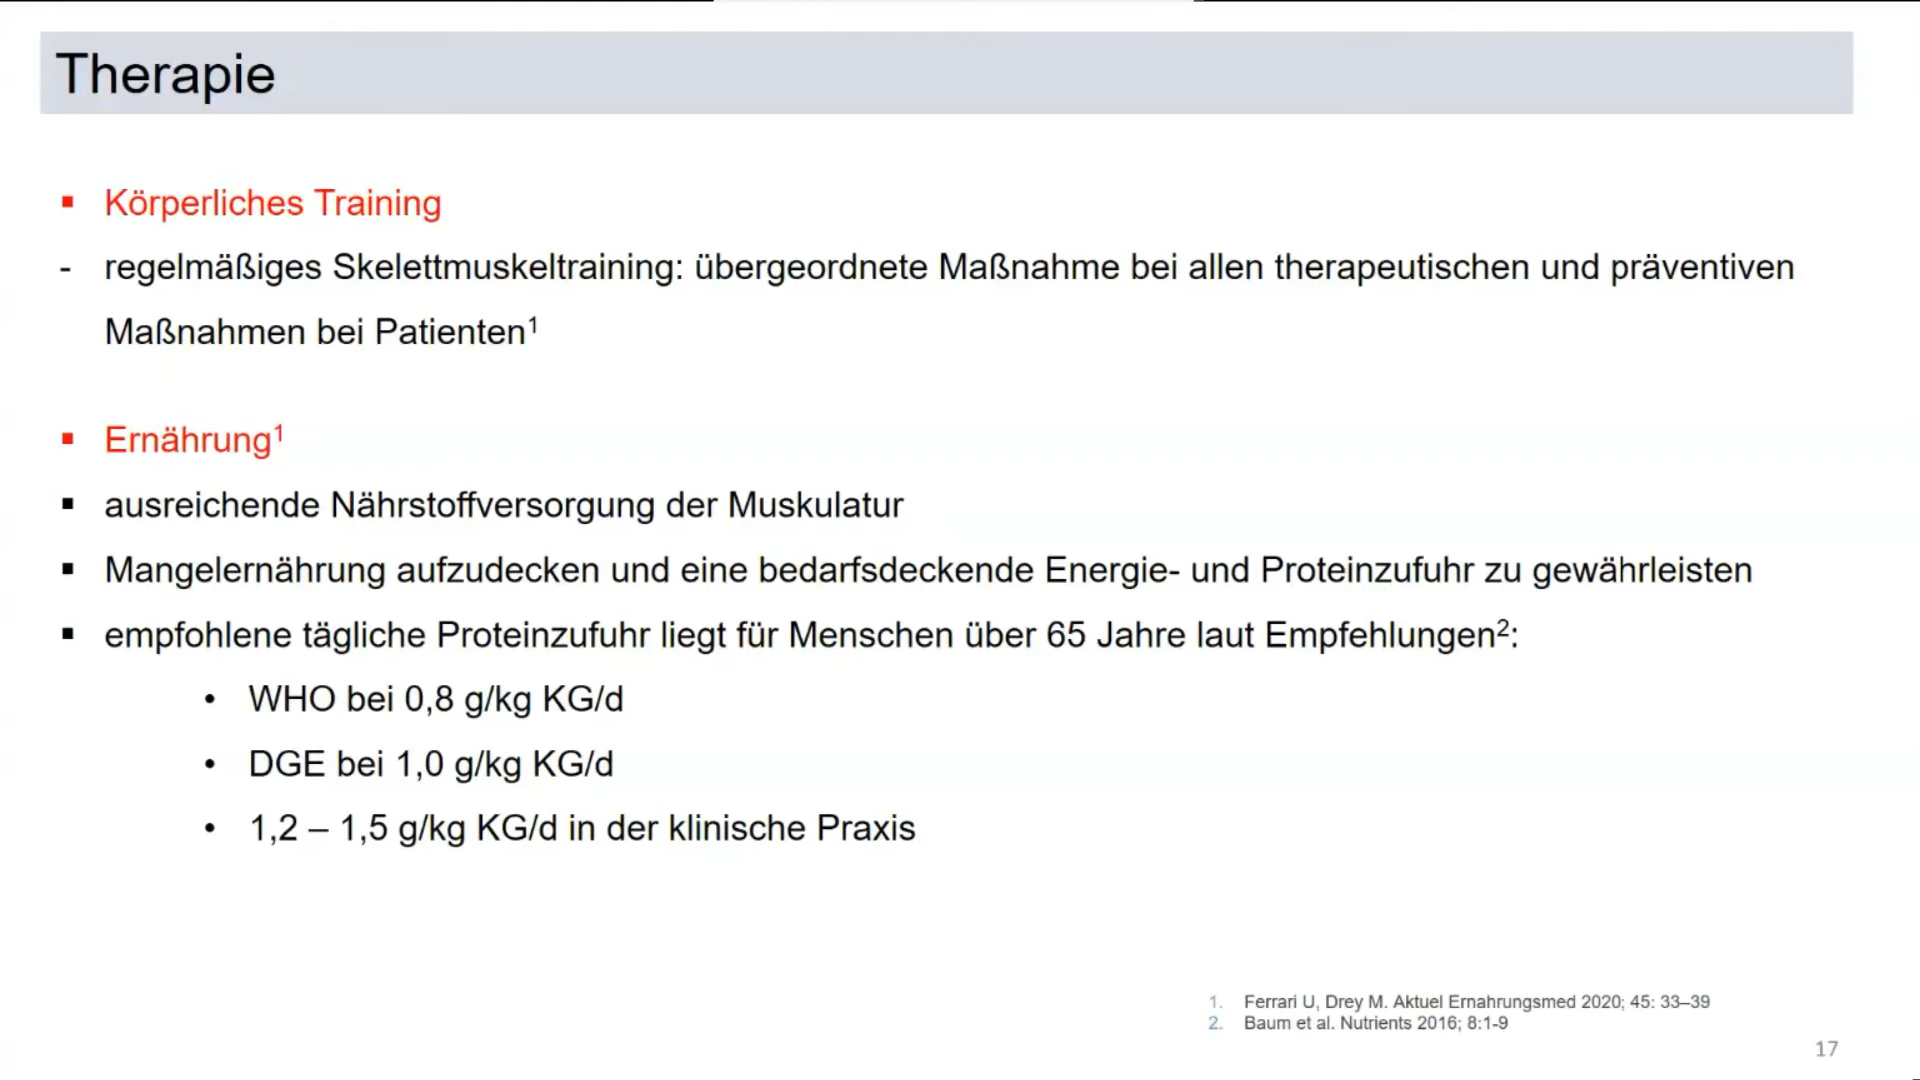 Therapie
▪ Körperliches Training
- regelmäßiges Skelettmuskeltraining: übergeordnete Maßnahme bei allen therapeutischen und präventiven
Maßnahmen bei Patienten¹
▪ Ernährung¹
▪ ausreichende Nährstoffversorgung der Muskulatur
▪ Mangelernährung aufzudecken und eine bedarfsdeckende Energie- und Proteinzufuhr zu gewährleisten
▪ empfohlene tägliche Proteinzufuhr liegt für Menschen über 65 Jahre laut Empfehlungen²:
• WHO bei 0,8 g/kg KG/d
• DGE bei 1,0 g/kg KG/d
• 1,2 – 1,5 g/kg KG/d in der klinische Praxis
1. Ferrari U, Drey M. Aktuel Ernahrungsmed 2020; 45: 33–39
2. Baum et al. Nutrients 2016; 8:1-9
17